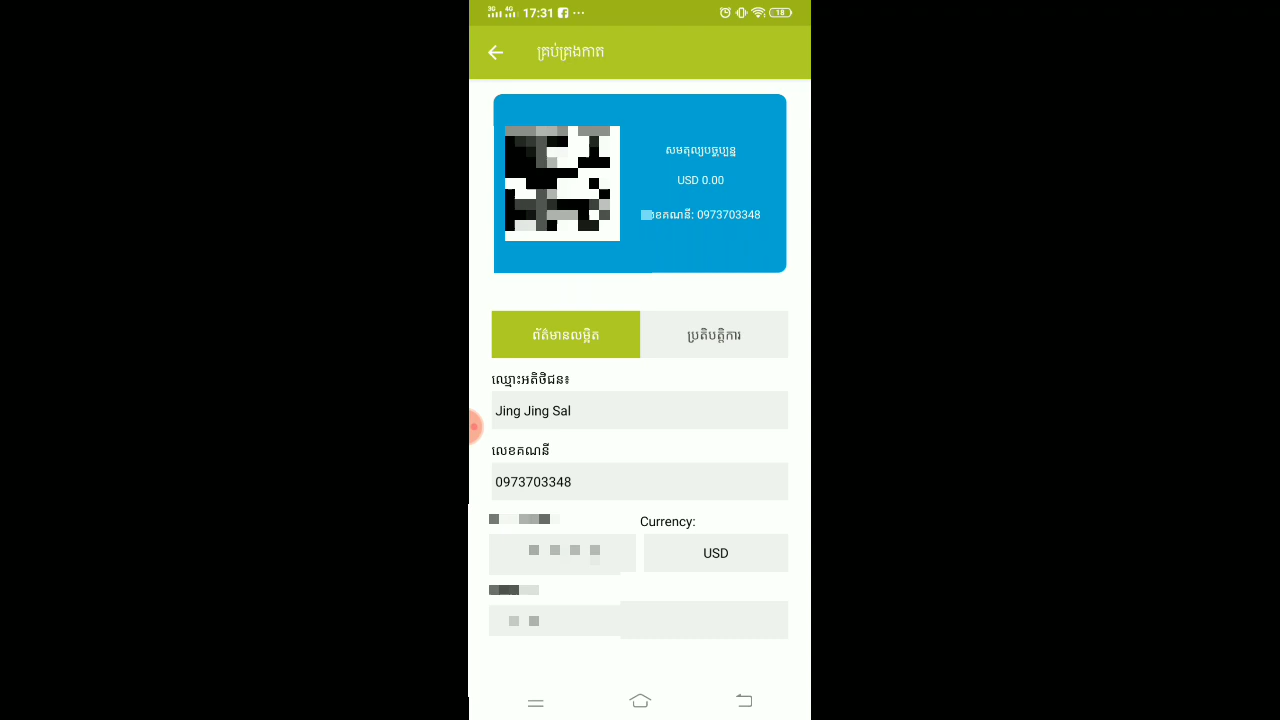 3G 4G 17:31 ... 18
គ្រប់គ្រងកាត
សមតុល្យបច្ចុប្បន្ន
USD 0.00
ខគណនី: 0973703348
ព័ត៌មានលម្អិត ប្រតិបត្តិការ
ឈ្មោះអតិថិជន៖
Jing Jing Sal
លេខគណនី
0973703348
Currency:
USD